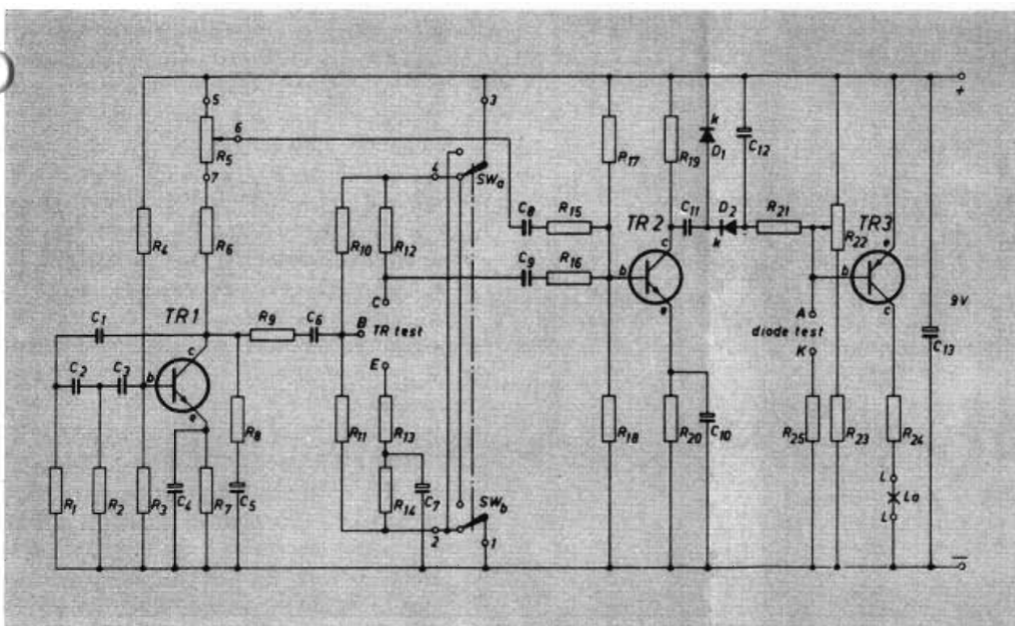 5
3
+
6
k
R5
4
SWa
R17
R19
D1
C12
7
R4
R6
R10
R12
C8
R15
TR2
C11
D2
k
R21
R22
TR3
C9
R16
c
e
b
b
C
C1
TR1
R9
C6
B
TR test
A
diode test
K
c
9V
C13
C2
C3
b
c
E
e
e
R8
R11
R13
R18
R20
C10
R25
R23
R24
R1
R2
R3
C4
R7
C5
R14
C7
SWb
L
La
L
2
1
–